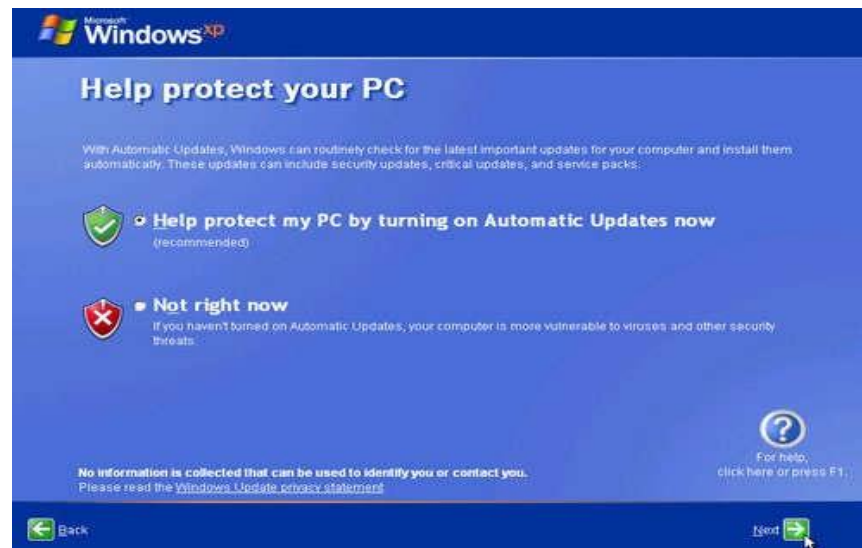 Microsoft
Windows xp
Help protect your PC
With Automatic Updates, Windows can routinely check for the latest important updates for your computer and install them
automatically. These updates can include security updates, critical updates, and service packs.
Help protect my PC by turning on Automatic Updates now
(recommended)
Not right now
If you haven't turned on Automatic Updates, your computer is more vulnerable to viruses and other security
threats.
For help,
click here or press F1.
No information is collected that can be used to identify you or contact you.
Please read the Windows Update privacy statement
Back
Next